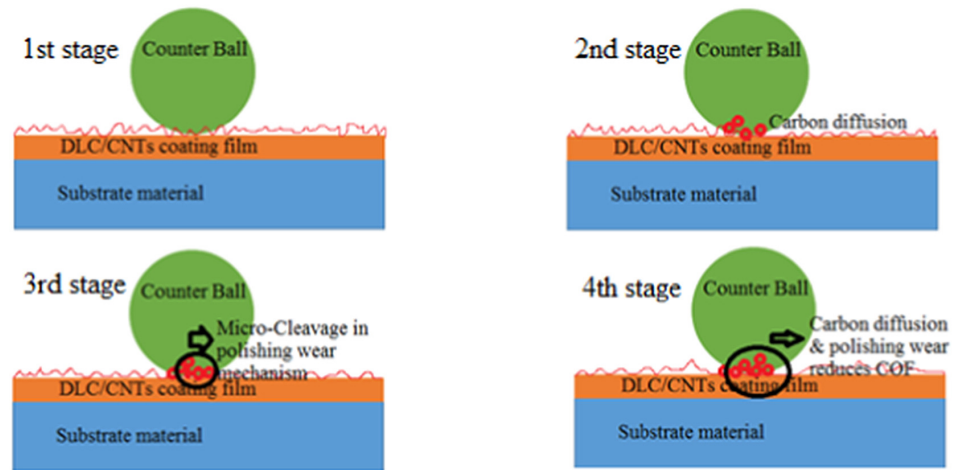 1st stage
Counter Ball
DLC/CNTs coating film
Substrate material
2nd stage
Counter Ball
Carbon diffusion
DLC/CNTs coating film
Substrate material
3rd stage
Counter Ball
Micro-Cleavage in
polishing wear
mechanism
DLC/CNTs coating film
Substrate material
4th stage
Counter Ball
Carbon diffusion
& polishing wear
reduces COF
DLC/CNTs coating film
Substrate material